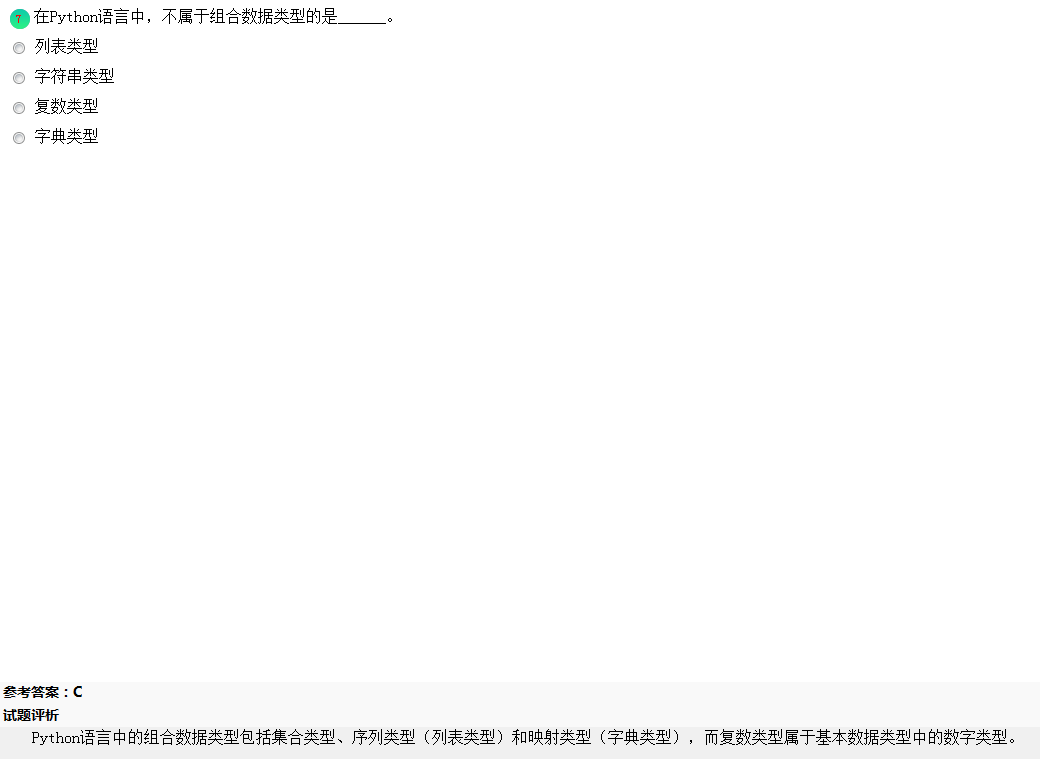 7 在Python语言中，不属于组合数据类型的是______。
列表类型
字符串类型
复数类型
字典类型
参考答案：C
试题评析
Python语言中的组合数据类型包括集合类型、序列类型（列表类型）和映射类型（字典类型），而复数类型属于基本数据类型中的数字类型。